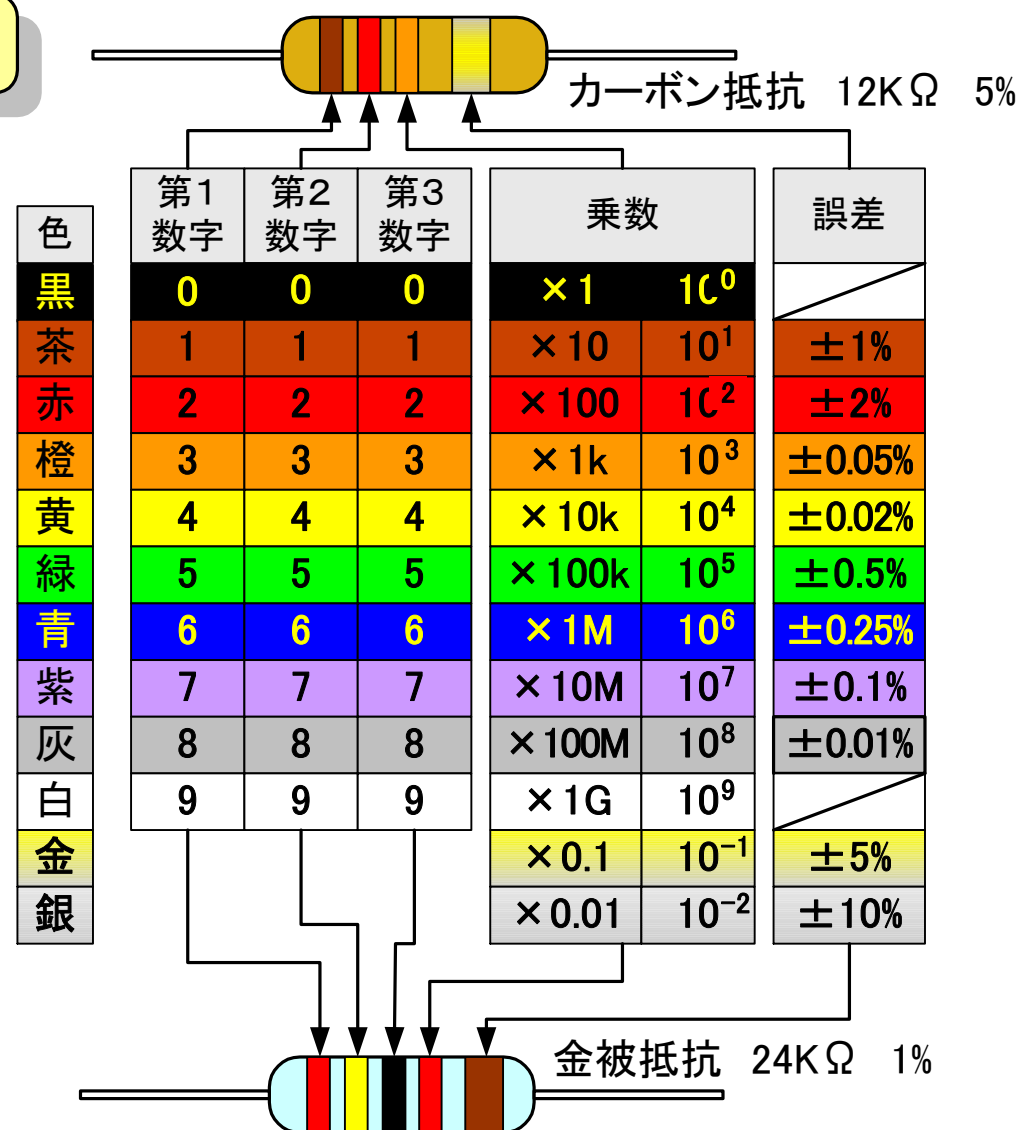 カーボン抵抗 12KΩ 5%
第1数字 第2数字 第3数字 乗数 誤差
色
黒 0 0 0 ×1 10⁰
茶 1 1 1 ×10 10¹ ±1%
赤 2 2 2 ×100 10² ±2%
橙 3 3 3 ×1k 10³ ±0.05%
黄 4 4 4 ×10k 10⁴ ±0.02%
緑 5 5 5 ×100k 10⁵ ±0.5%
青 6 6 6 ×1M 10⁶ ±0.25%
紫 7 7 7 ×10M 10⁷ ±0.1%
灰 8 8 8 ×100M 10⁸ ±0.01%
白 9 9 9 ×1G 10⁹
金 ×0.1 10⁻¹ ±5%
銀 ×0.01 10⁻² ±10%
金被抵抗 24KΩ 1%